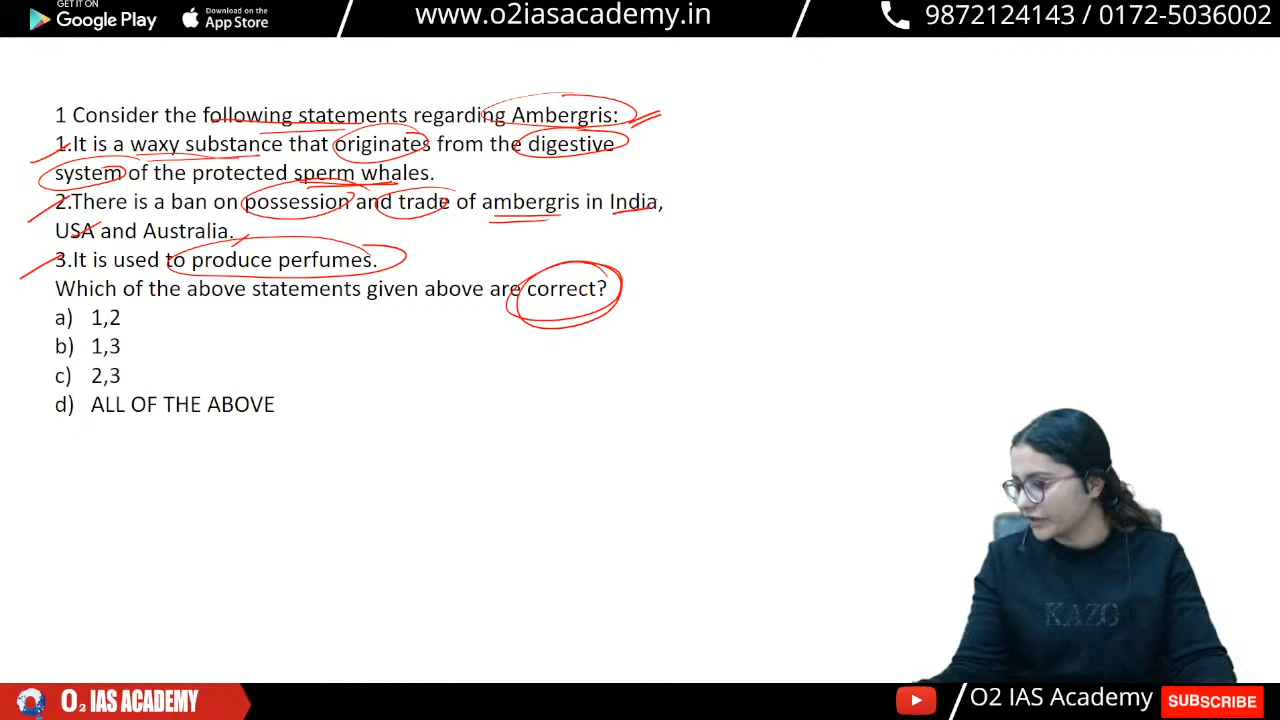 GET IT ON
Google Play
Download on the
App Store
www.o2iasacademy.in
9872124143 / 0172-5036002
1 Consider the following statements regarding Ambergris:
1.It is a waxy substance that originates from the digestive
system of the protected sperm whales.
2.There is a ban on possession and trade of ambergris in India,
USA and Australia.
3.It is used to produce perfumes.
Which of the above statements given above are correct?
a) 1,2
b) 1,3
c) 2,3
d) ALL OF THE ABOVE
KAZO
O2 IAS ACADEMY
O2 IAS Academy
SUBSCRIBE